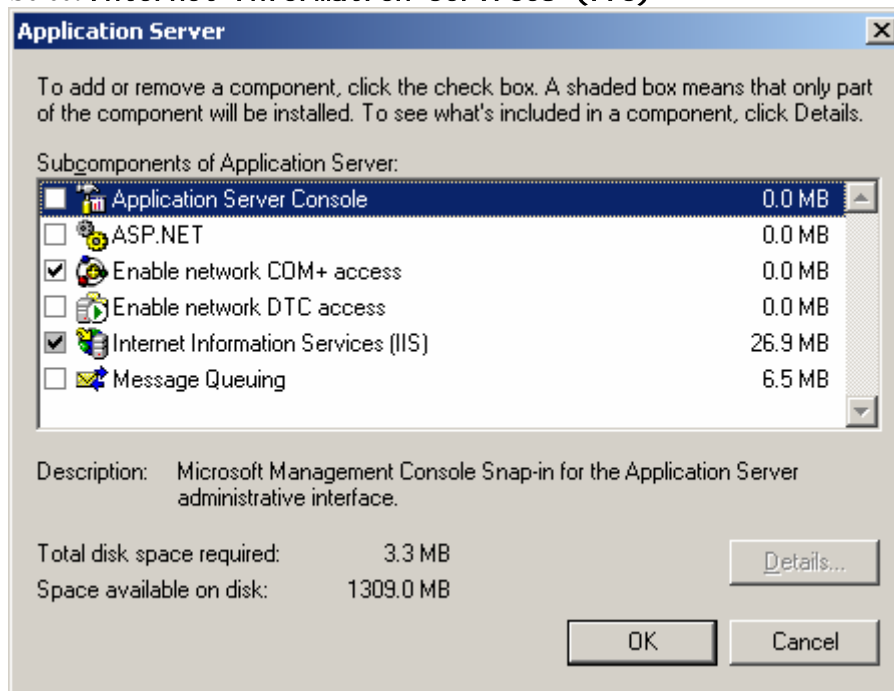 Select Internet Information Services (IIS)
Application Server
To add or remove a component, click the check box. A shaded box means that only part
of the component will be installed. To see what's included in a component, click Details.
Subcomponents of Application Server:
Application Server Console 0.0 MB
ASP.NET 0.0 MB
Enable network COM+ access 0.0 MB
Enable network DTC access 0.0 MB
Internet Information Services (IIS) 26.9 MB
Message Queuing 6.5 MB
Description: Microsoft Management Console Snap-in for the Application Server
administrative interface.
Total disk space required: 3.3 MB
Details...
Space available on disk: 1309.0 MB
OK Cancel